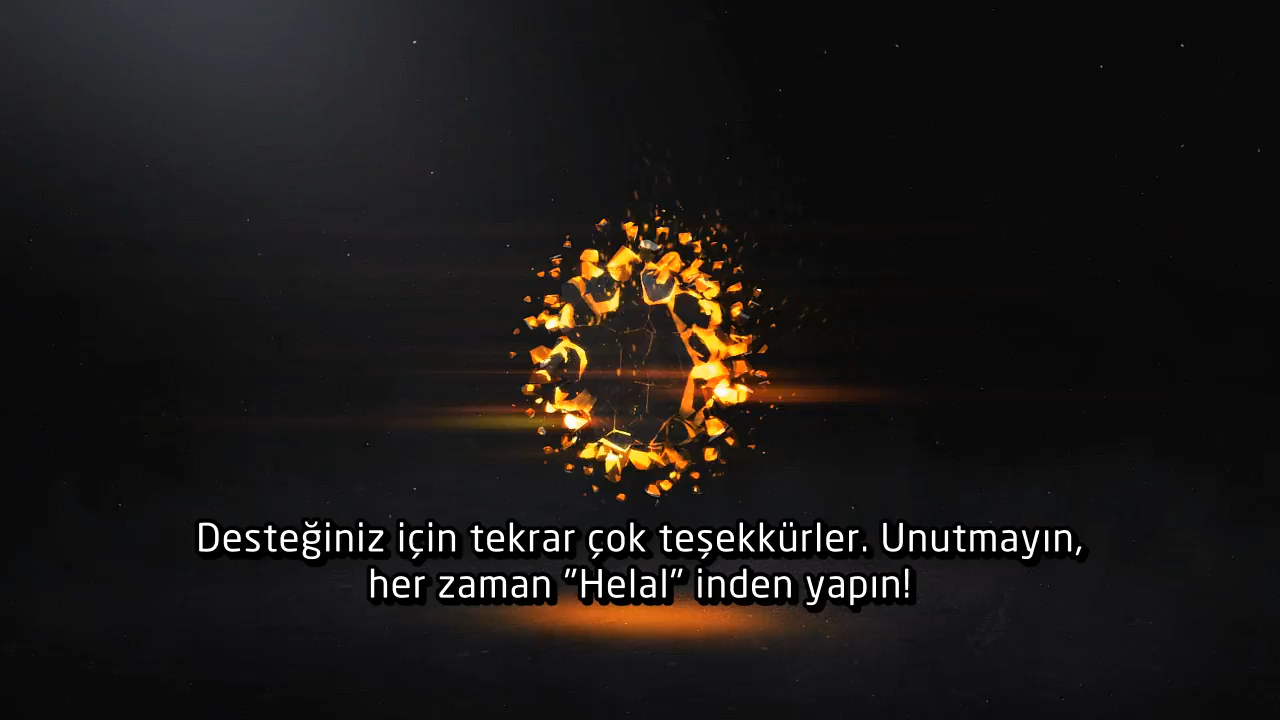 Desteğiniz için tekrar çok teşekkürler. Unutmayın,
her zaman "Helal" inden yapın!